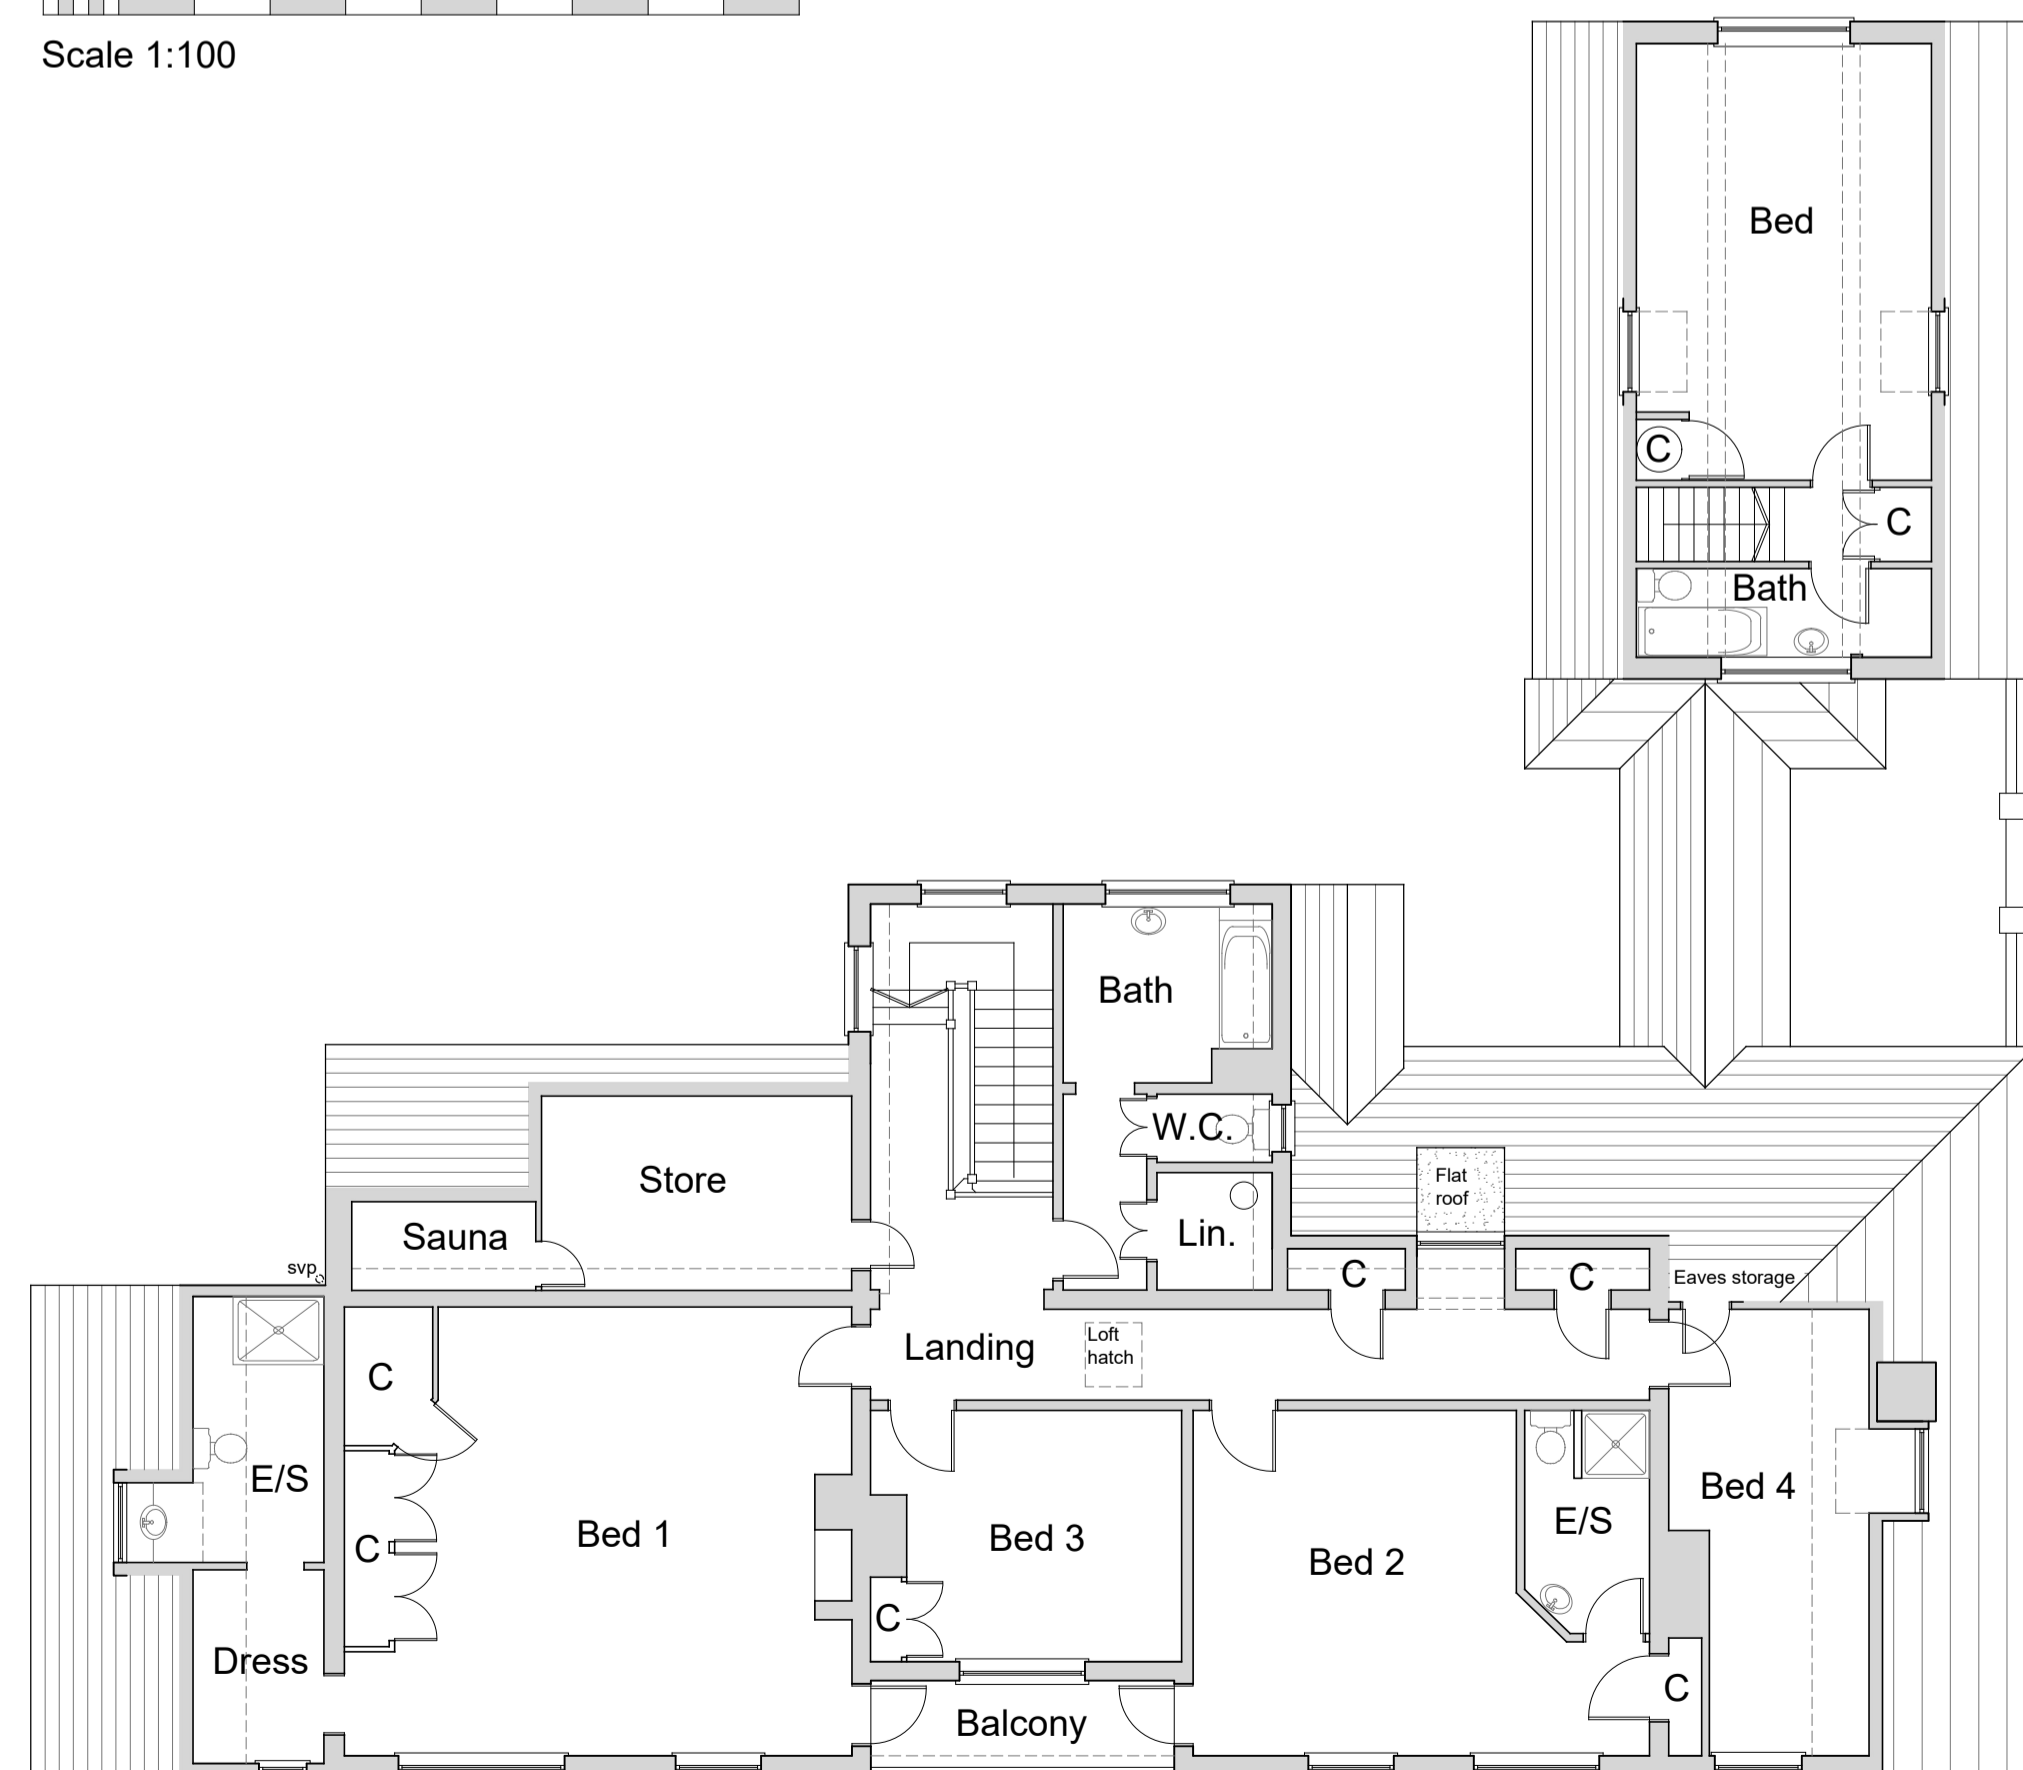 Scale 1:100
Bed
C
C
Bath
Bath
W.C.
Store
Flat
roof
Sauna
Lin.
svp
C
C
Eaves storage
Landing
Loft
hatch
C
E/S
Bed 1
C
Bed 3
Bed 2
E/S
Bed 4
C
Dress
C
Balcony